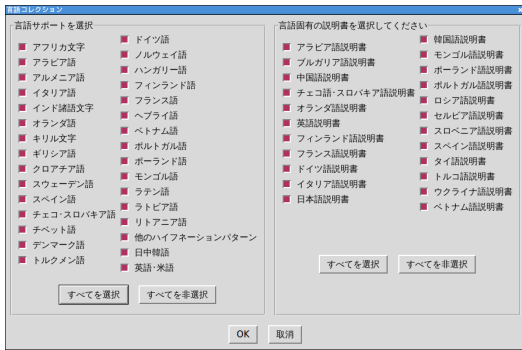 言語コレクション
言語サポートを選択
アフリカ文字
アラビア語
アルメニア語
イタリア語
インド諸語文字
オランダ語
キリル文字
ギリシア語
クロアチア語
スウェーデン語
スペイン語
チェコ・スロバキア語
チベット語
デンマーク語
トルクメン語
ドイツ語
ノルウェイ語
ハンガリー語
フィンランド語
フランス語
ヘブライ語
ベトナム語
ポルトガル語
ポーランド語
モンゴル語
ラテン語
ラトビア語
リトアニア語
他のハイフネーションパターン
日中韓語
英語・米語
すべてを選択
すべてを非選択
言語固有の説明書を選択してください
アラビア語説明書
ブルガリア語説明書
中国語説明書
チェコ語・スロバキア語説明書
オランダ語説明書
英語説明書
フィンランド語説明書
フランス語説明書
ドイツ語説明書
イタリア語説明書
日本語説明書
韓国語説明書
モンゴル語説明書
ポーランド語説明書
ポルトガル語説明書
ロシア語説明書
セルビア語説明書
スロベニア語説明書
スペイン語説明書
タイ語説明書
トルコ語説明書
ウクライナ語説明書
ベトナム語説明書
すべてを選択
すべてを非選択
OK
取消